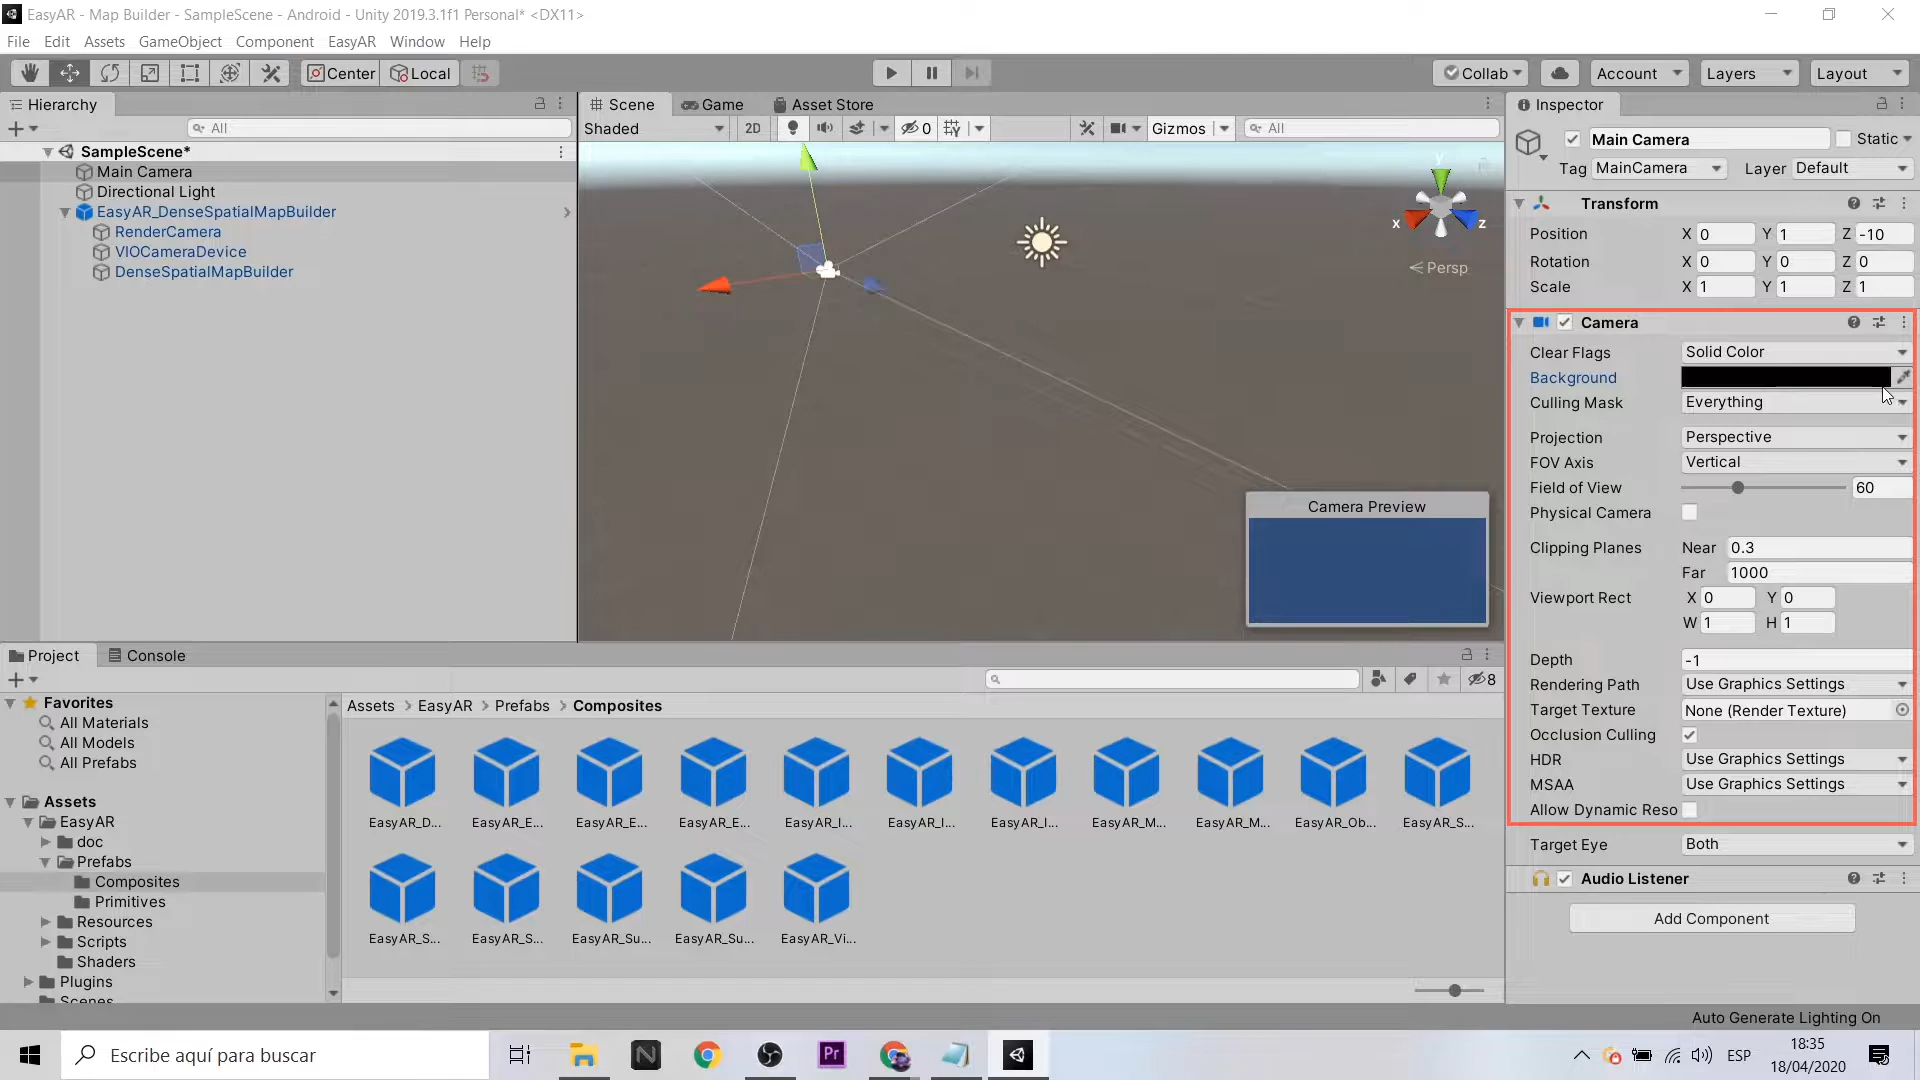 EasyAR - Map Builder - SampleScene - Android - Unity 2019.3.1f1 Personal* <DX11>
File Edit Assets GameObject Component EasyAR Window Help
Center Local Collab Account Layers Layout
Hierarchy
All
SampleScene*
Main Camera
Directional Light
EasyAR_DenseSpatialMapBuilder
RenderCamera
VIOCameraDevice
DenseSpatialMapBuilder
Scene Game Asset Store
Shaded 2D 0 Gizmos All
y
x z
Persp
Camera Preview
Inspector
Main Camera Static
Tag MainCamera Layer Default
Transform
Position X 0 Y 1 Z -10
Rotation X 0 Y 0 Z 0
Scale X 1 Y 1 Z 1
Camera
Clear Flags Solid Color
Background
Culling Mask Everything
Projection Perspective
FOV Axis Vertical
Field of View 60
Physical Camera
Clipping Planes Near 0.3
Far 1000
Viewport Rect X 0 Y 0
W 1 H 1
Depth -1
Rendering Path Use Graphics Settings
Target Texture None (Render Texture)
Occlusion Culling
HDR Use Graphics Settings
MSAA Use Graphics Settings
Allow Dynamic Reso
Target Eye Both
Audio Listener
Add Component
Project Console
8
Favorites
All Materials
All Models
All Prefabs
Assets
EasyAR
doc
Prefabs
Composites
Primitives
Resources
Scripts
Shaders
Plugins
Scenes
Assets > EasyAR > Prefabs > Composites
EasyAR_D... EasyAR_E... EasyAR_E... EasyAR_E... EasyAR_I... EasyAR_I... EasyAR_I... EasyAR_M... EasyAR_M... EasyAR_Ob... EasyAR_S...
EasyAR_S... EasyAR_S... EasyAR_Su... EasyAR_Su... EasyAR_Vi...
Auto Generate Lighting On
Escribe aquí para buscar
Pr
ESP
18:35
18/04/2020